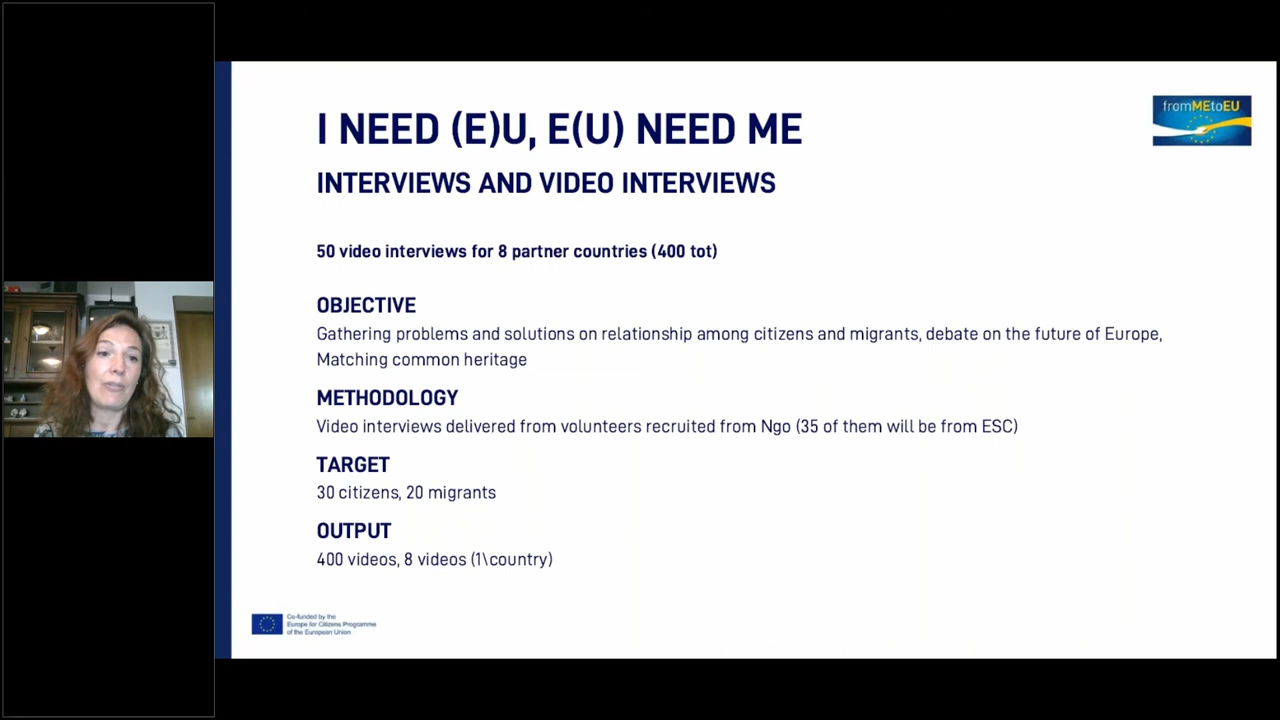 fromMEtoEU
I NEED (E)U, E(U) NEED ME
INTERVIEWS AND VIDEO INTERVIEWS
50 video interviews for 8 partner countries (400 tot)
OBJECTIVE
Gathering problems and solutions on relationship among citizens and migrants, debate on the future of Europe,
Matching common heritage
METHODOLOGY
Video interviews delivered from volunteers recruited from Ngo (35 of them will be from ESC)
TARGET
30 citizens, 20 migrants
OUTPUT
400 videos, 8 videos (1\country)
Co-funded by the
Europe for Citizens Programme
of the European Union